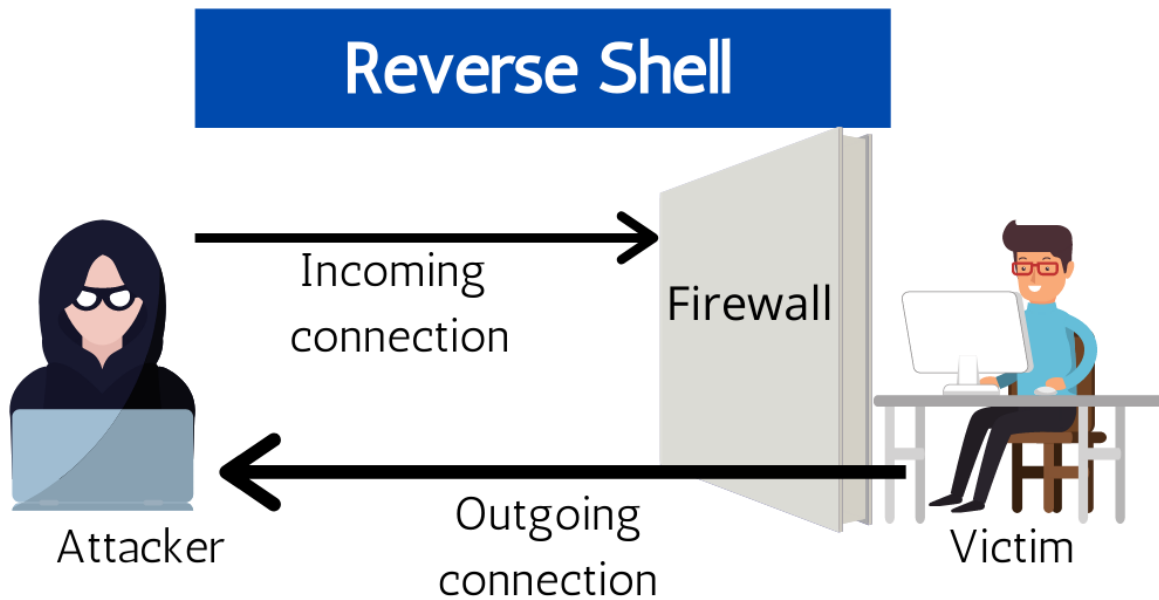 Reverse Shell
Incoming
connection
Firewall
Outgoing
connection
Attacker
Victim